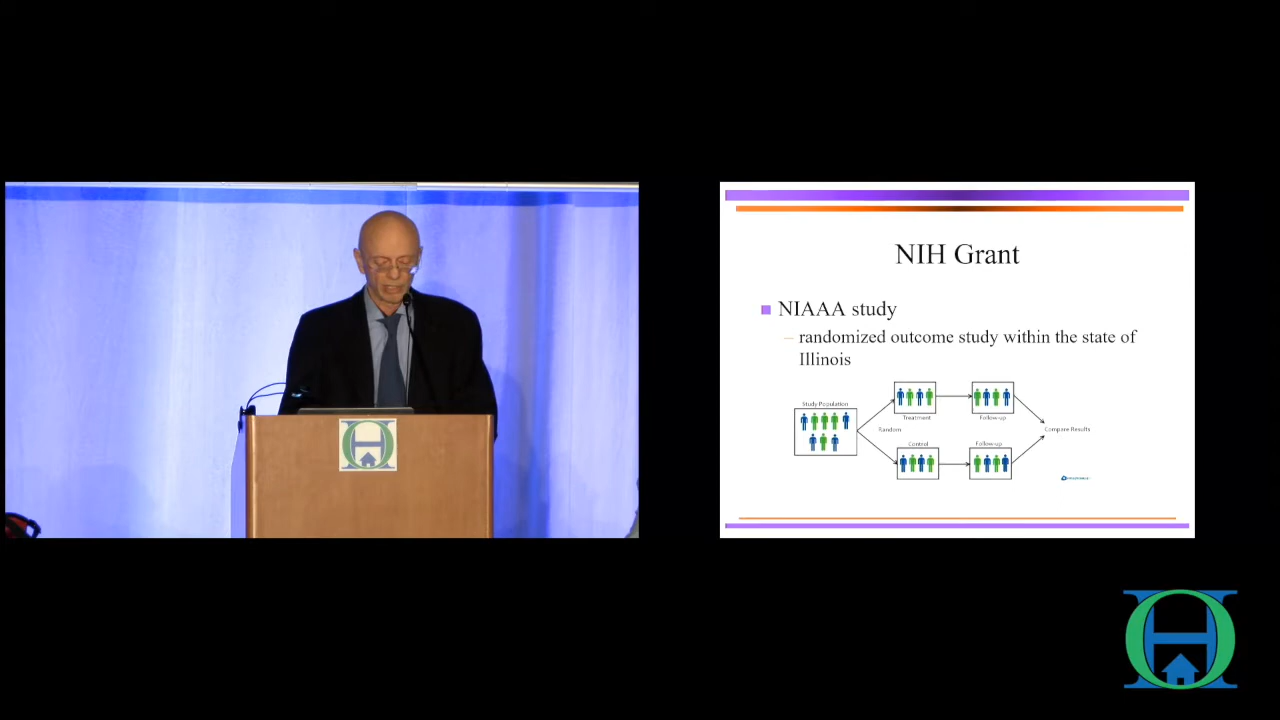 NIH Grant
NIAAA study
– randomized outcome study within the state of
Illinois
Study Population
Treatment
Follow-up
Random
Compare Results
Control
Follow-up